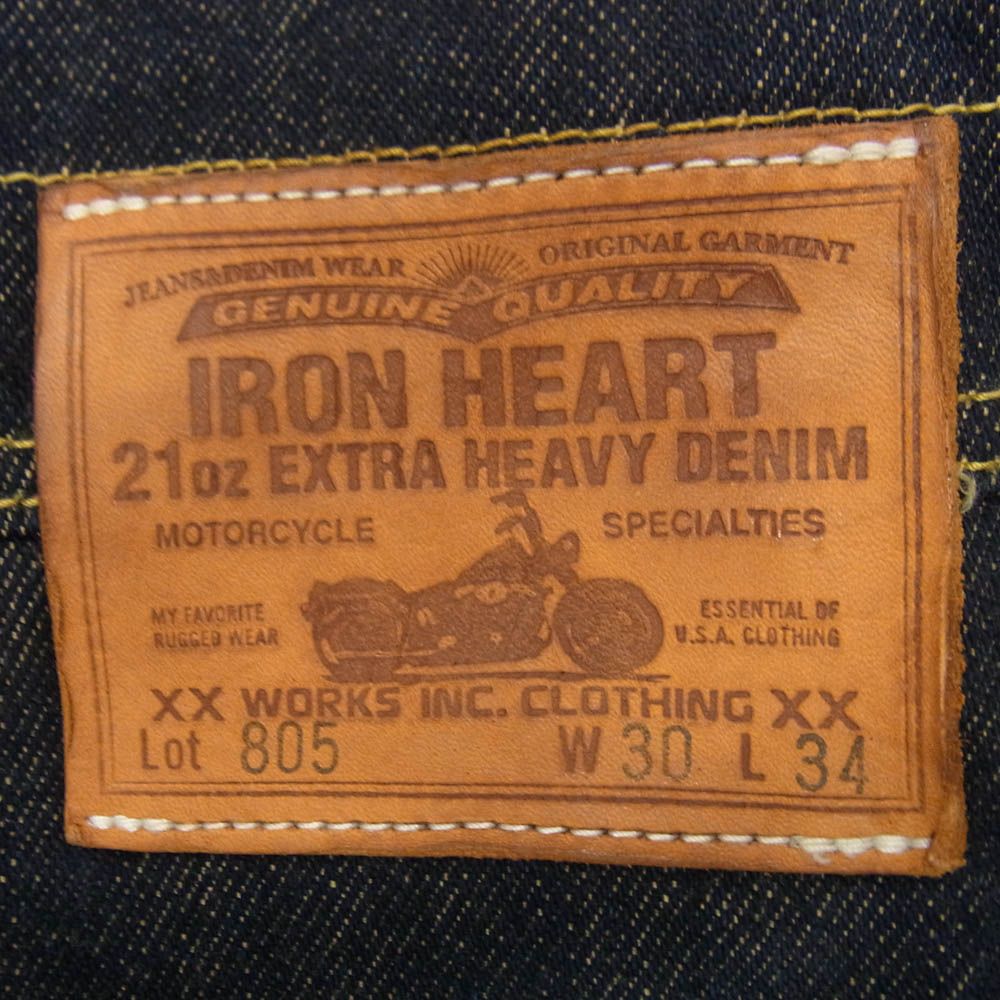 JEANS&DENIM WEAR ORIGINAL GARMENT
GENUINE QUALITY
IRON HEART
21oz EXTRA HEAVY DENIM
MOTORCYCLE SPECIALTIES
MY FAVORITE
RUGGED WEAR
ESSENTIAL OF
U.S.A. CLOTHING
XX WORKS INC. CLOTHING XX
Lot 805 W 30 L 34